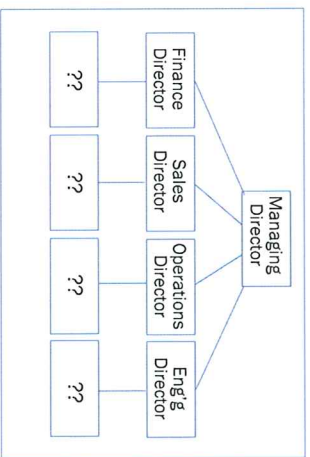 Managing
Director
Finance
Director
Sales
Director
Operations
Director
Eng'g
Director
??
??
??
??